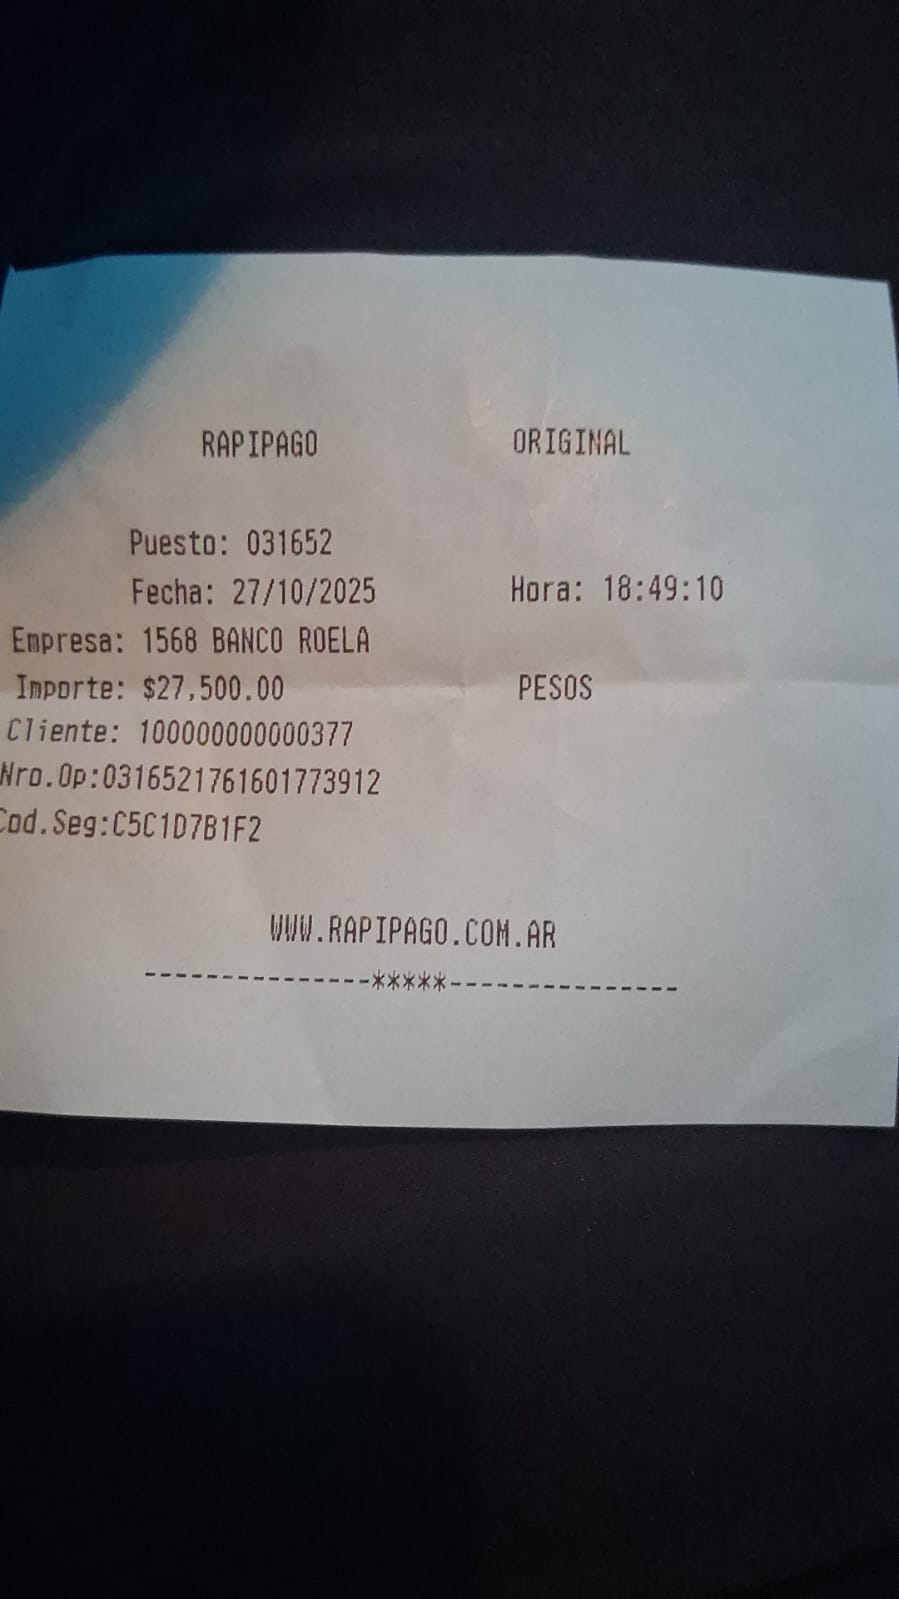 RAPIPAGO ORIGINAL
Puesto: 031652
Fecha: 27/10/2025 Hora: 18:49:10
Empresa: 1568 BANCO ROELA
Importe: $27,500.00 PESOS
Cliente: 100000000000377
Nro.Op:0316521761601773912
Cod.Seg:C5C1D7B1F2
WWW.RAPIPAGO.COM.AR
---------------*****---------------